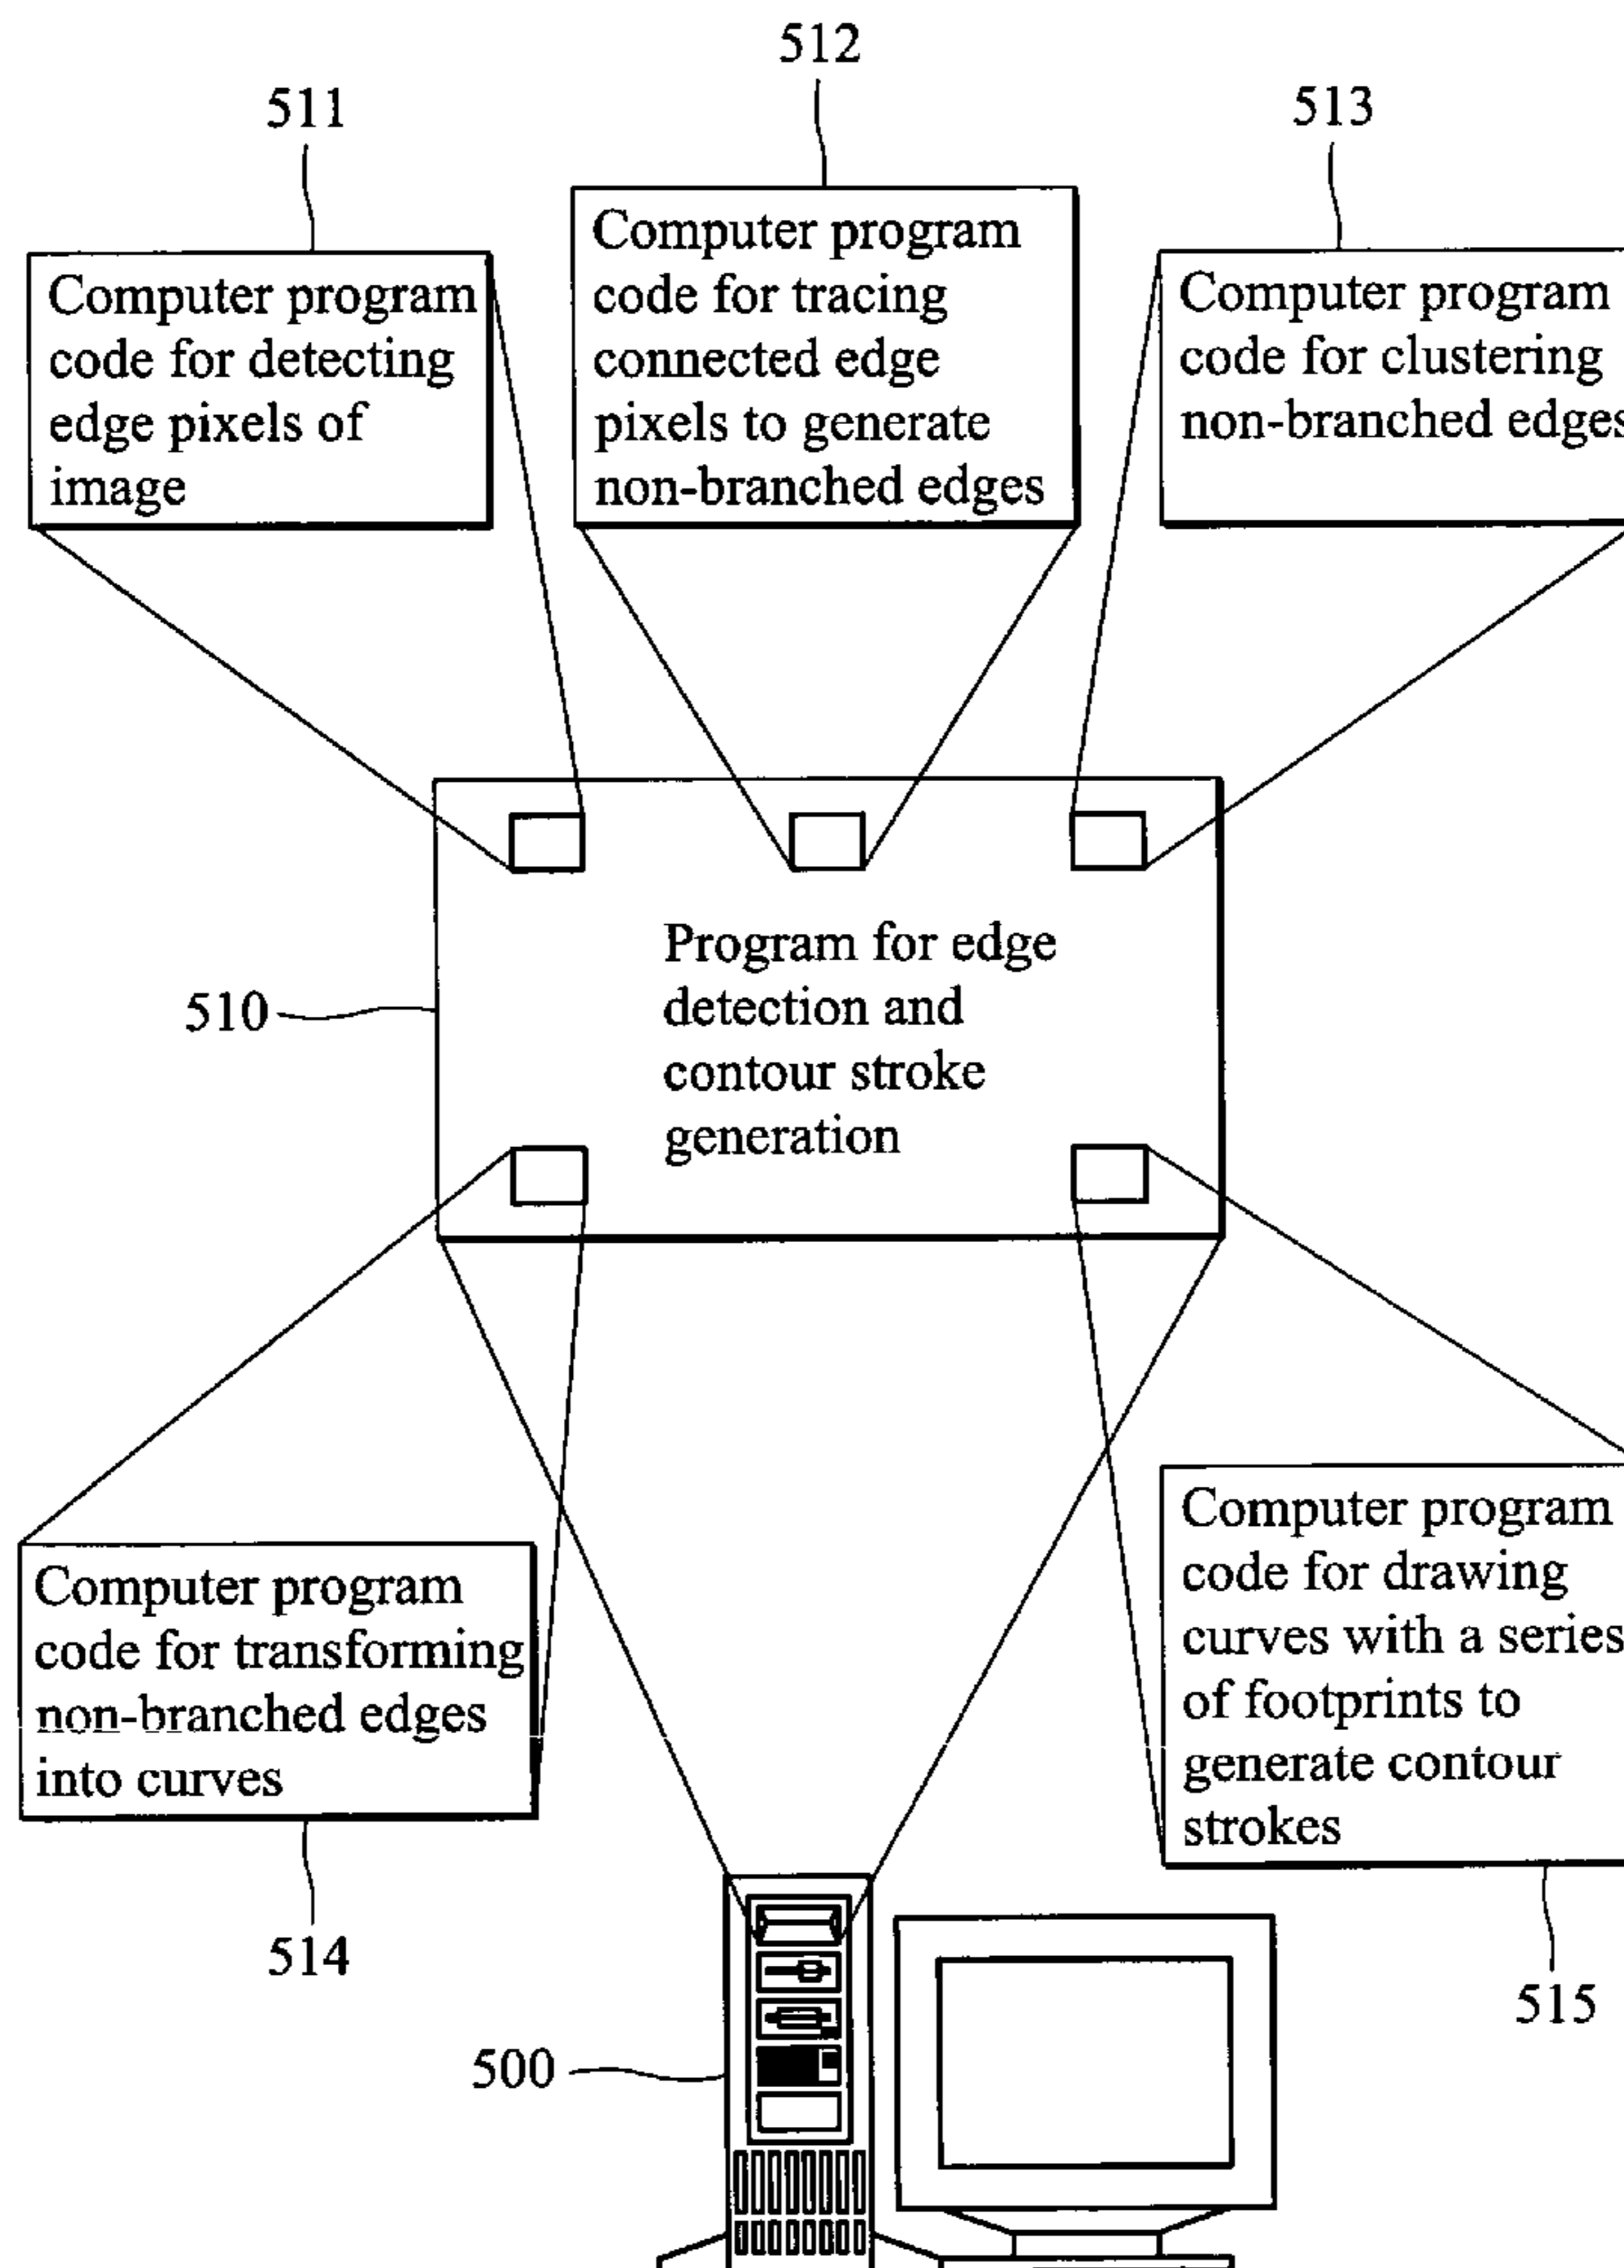 512
511
513
Computer program
code for detecting
edge pixels of
image
Computer program
code for tracing
connected edge
pixels to generate
non-branched edges
Computer program
code for clustering
non-branched edges
510
Program for edge
detection and
contour stroke
generation
Computer program
code for transforming
non-branched edges
into curves
514
Computer program
code for drawing
curves with a series
of footprints to
generate contour
strokes
515
500